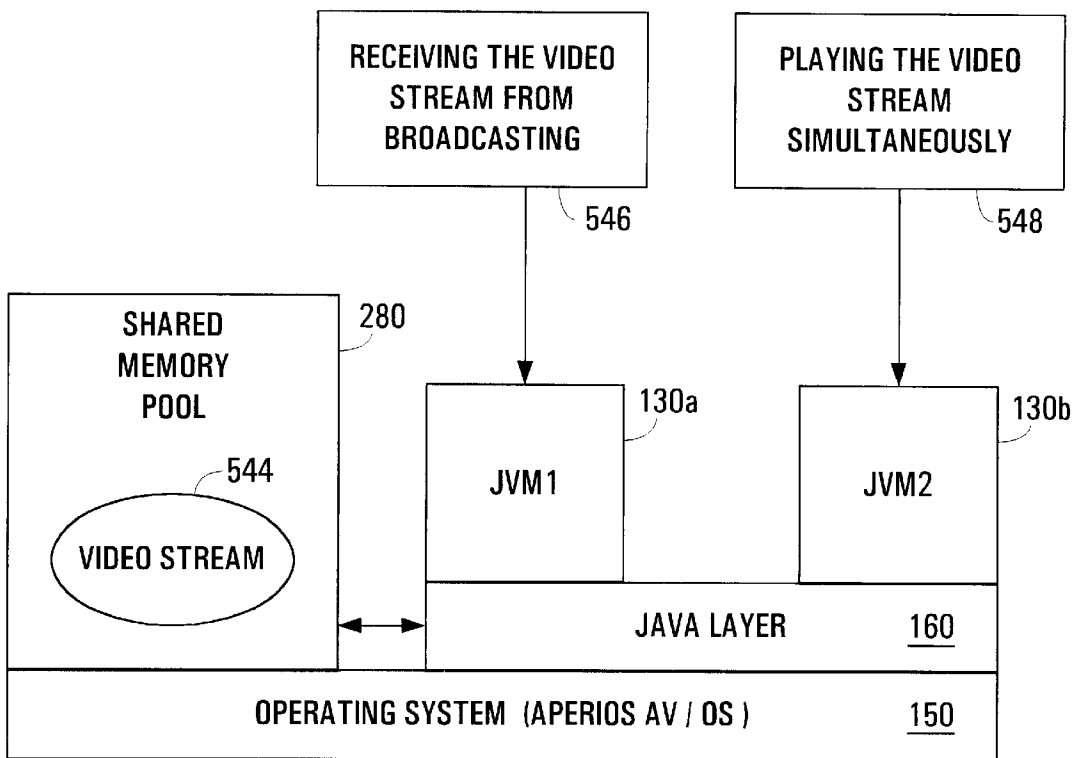 RECEIVING THE VIDEO
STREAM FROM
BROADCASTING
546
PLAYING THE VIDEO
STREAM
SIMULTANEOUSLY
548
SHARED
MEMORY
POOL
280
544
VIDEO STREAM
JVM1
130a
JVM2
130b
JAVA LAYER 160
OPERATING SYSTEM (APERIOS AV / OS ) 150